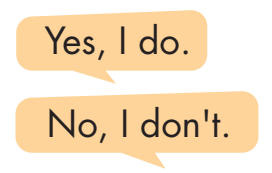 Yes, I do.
No, I don't.